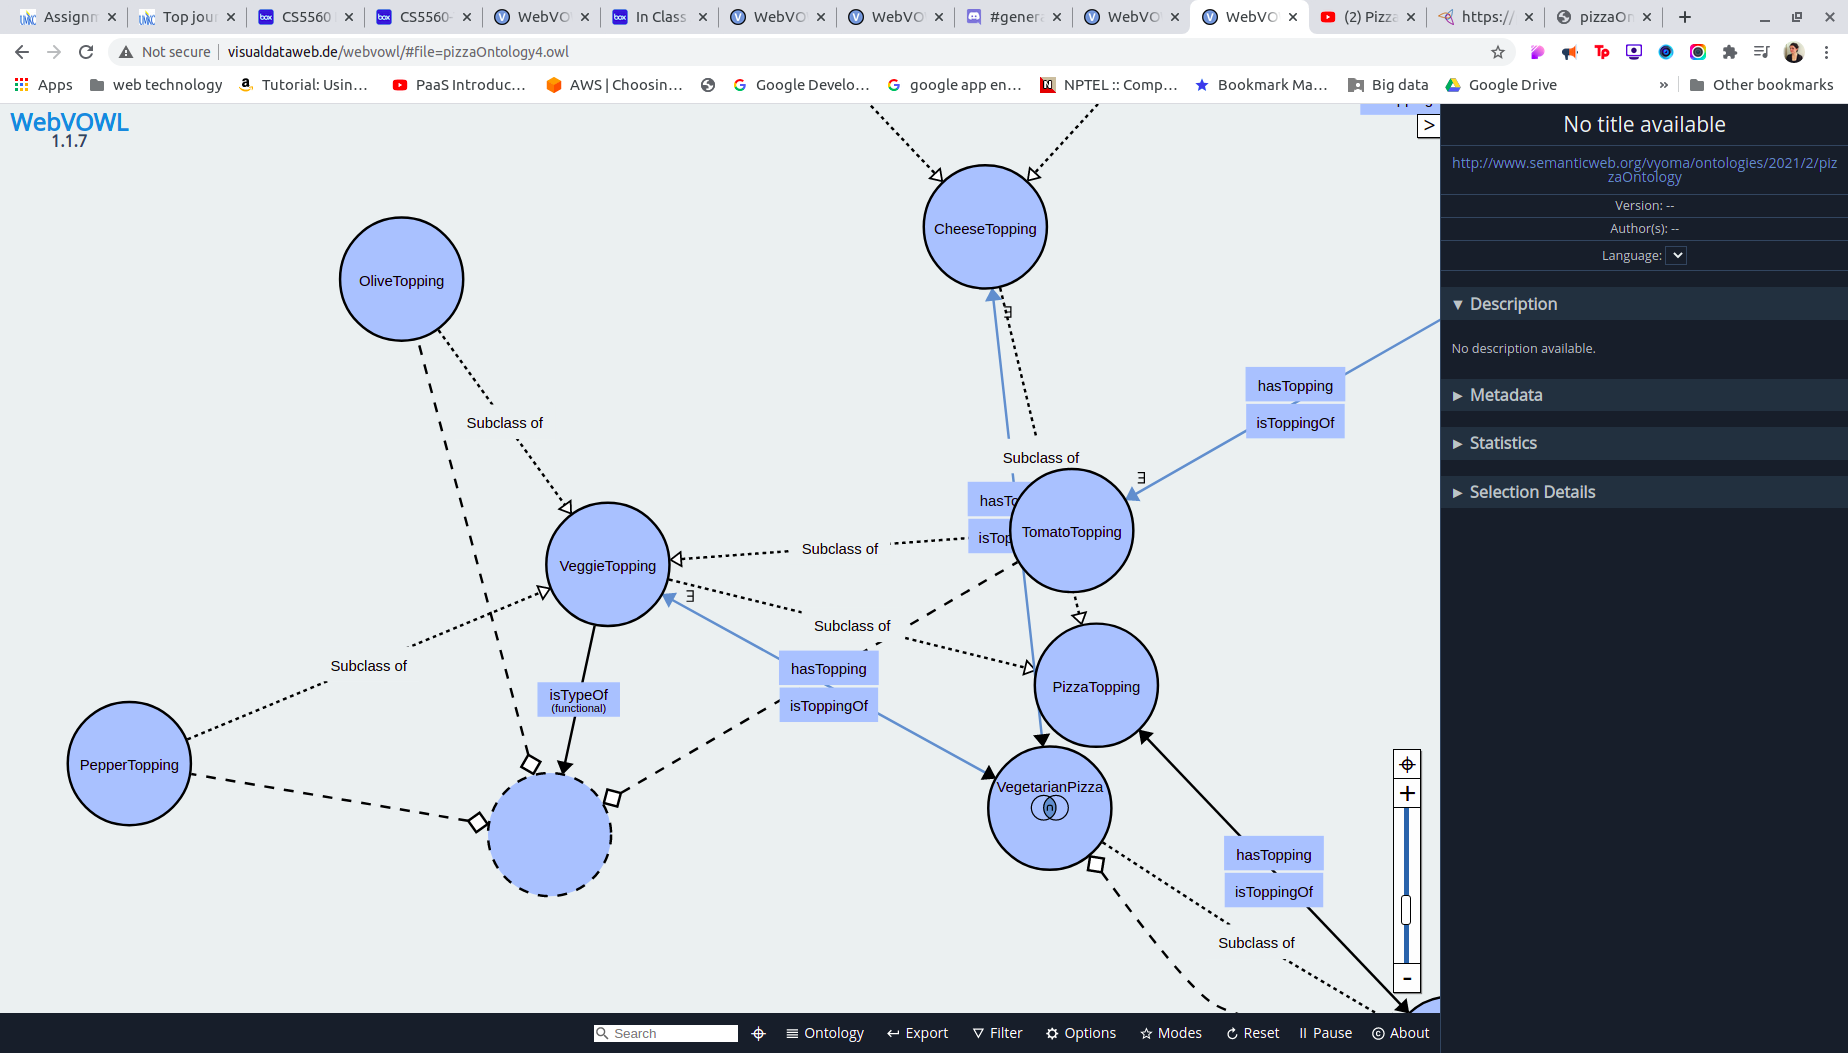 Assignm
Top jour
CS5560
CS5560-
WebVO
In Class
WebVO
WebVO
#genera
WebVO
WebVO
(2) Pizza
https://
pizzaOn
Not secure
visualdataweb.de/webvowl/#file=pizzaOntology4.owl
Apps
web technology
Tutorial: Usin...
PaaS Introduc...
AWS | Choosin...
Google Develo...
google app en...
NPTEL :: Comp...
Bookmark Ma...
Big data
Google Drive
»
Other bookmarks
WebVOWL
1.1.7
>
CheeseTopping
OliveTopping
∃
hasTopping
isToppingOf
Subclass of
Subclass of
∃
hasTo
isTop
TomatoTopping
Subclass of
VeggieTopping
∃
Subclass of
Subclass of
hasTopping
isToppingOf
PizzaTopping
isTypeOf
(functional)
PepperTopping
VegetarianPizza
∩
hasTopping
isToppingOf
Subclass of
+
-
No title available
http://www.semanticweb.org/vyoma/ontologies/2021/2/piz
zaOntology
Version: --
Author(s): --
Language:
Description
No description available.
Metadata
Statistics
Selection Details
Search
Ontology
Export
Filter
Options
Modes
Reset
Pause
About